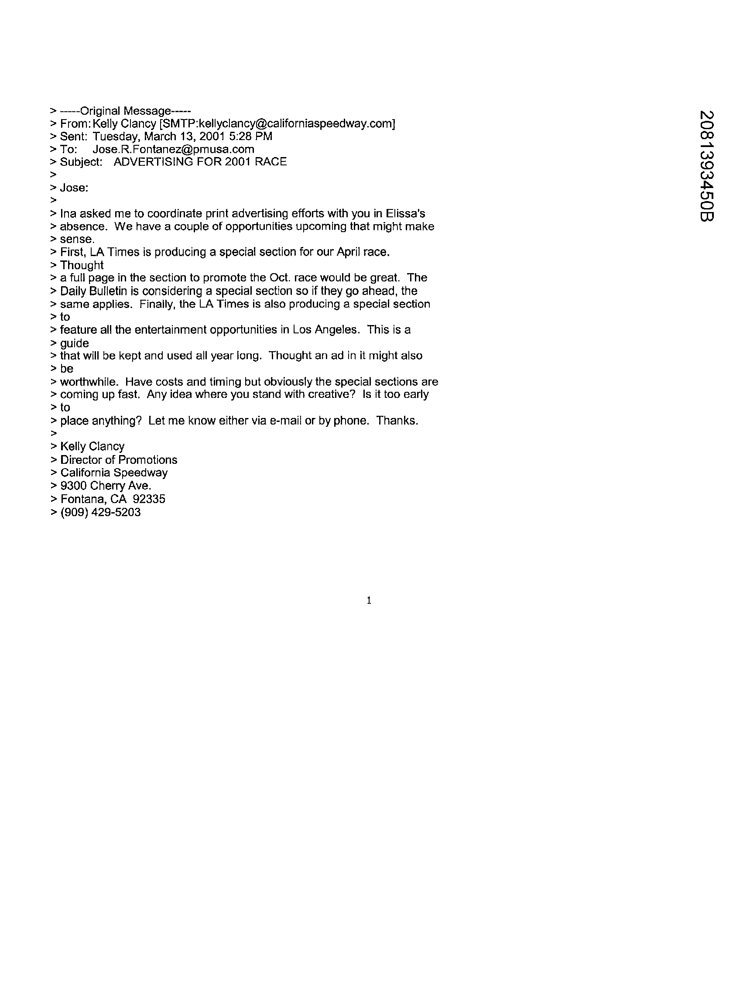 > -----Original Message-----
> From: Kelly Clancy [SMTP:kellyclancy@californiaspeedway.com]
> Sent: Tuesday, March 13, 2001 5:28 PM
> To: Jose.R.Fontanez@pmusa.com
> Subject: ADVERTISING FOR 2001 RACE
>
> Jose:
>
> Ina asked me to coordinate print advertising efforts with you in Elissa's
> absence. We have a couple of opportunities upcoming that might make
> sense.
> First, LA Times is producing a special section for our April race.
> Thought
> a full page in the section to promote the Oct. race would be great. The
> Daily Bulletin is considering a special section so if they go ahead, the
> same applies. Finally, the LA Times is also producing a special section
> to
> feature all the entertainment opportunities in Los Angeles. This is a
> guide
> that will be kept and used all year long. Thought an ad in it might also
> be
> worthwhile. Have costs and timing but obviously the special sections are
> coming up fast. Any idea where you stand with creative? Is it too early
> to
> place anything? Let me know either via e-mail or by phone. Thanks.
>
> Kelly Clancy
> Director of Promotions
> California Speedway
> 9300 Cherry Ave.
> Fontana, CA 92335
> (909) 429-5203
1
2081393450B